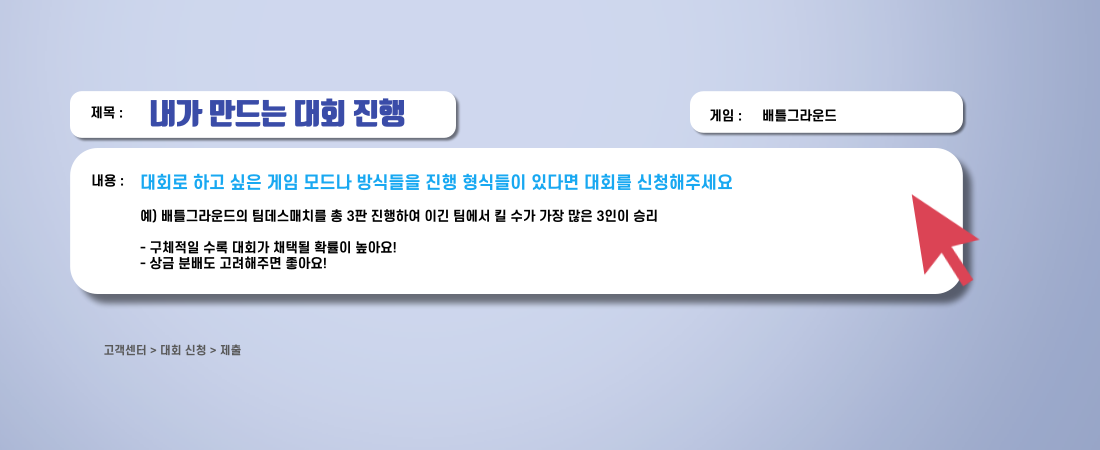 제목 : 내가 만드는 대회 진행
게임 : 배틀그라운드
내용 : 대회로 하고 싶은 게임 모드나 방식들을 진행 형식들이 있다면 대회를 신청해주세요
예) 배틀그라운드의 팀데스매치를 총 3판 진행하여 이긴 팀에서 킬 수가 가장 많은 3인이 승리
- 구체적일 수록 대회가 채택될 확률이 높아요!
- 상금 분배도 고려해주면 좋아요!
고객센터 > 대회 신청 > 제출